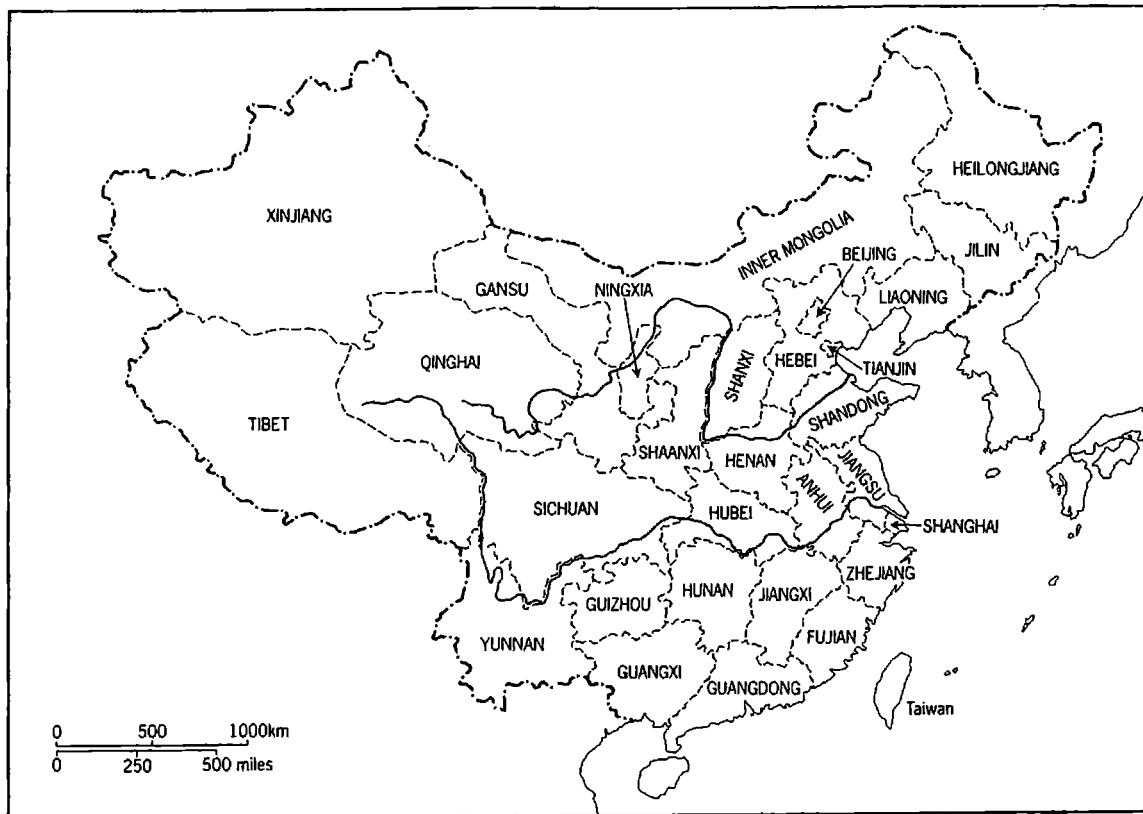 HEILONGJIANG
XINJIANG
INNER MONGOLIA
BEIJING
JILIN
GANSU
NINGXIA
LIAONING
QINGHAI
SHANXI
HEBEI
TIANJIN
TIBET
SHANDONG
SHAANXI
HENAN
JIANGSU
ANHUI
SICHUAN
HUBEI
SHANGHAI
ZHEJIANG
GUIZHOU
HUNAN
JIANGXI
FUJIAN
YUNNAN
GUANGXI
GUANGDONG
Taiwan
0 500 1000km
0 250 500 miles